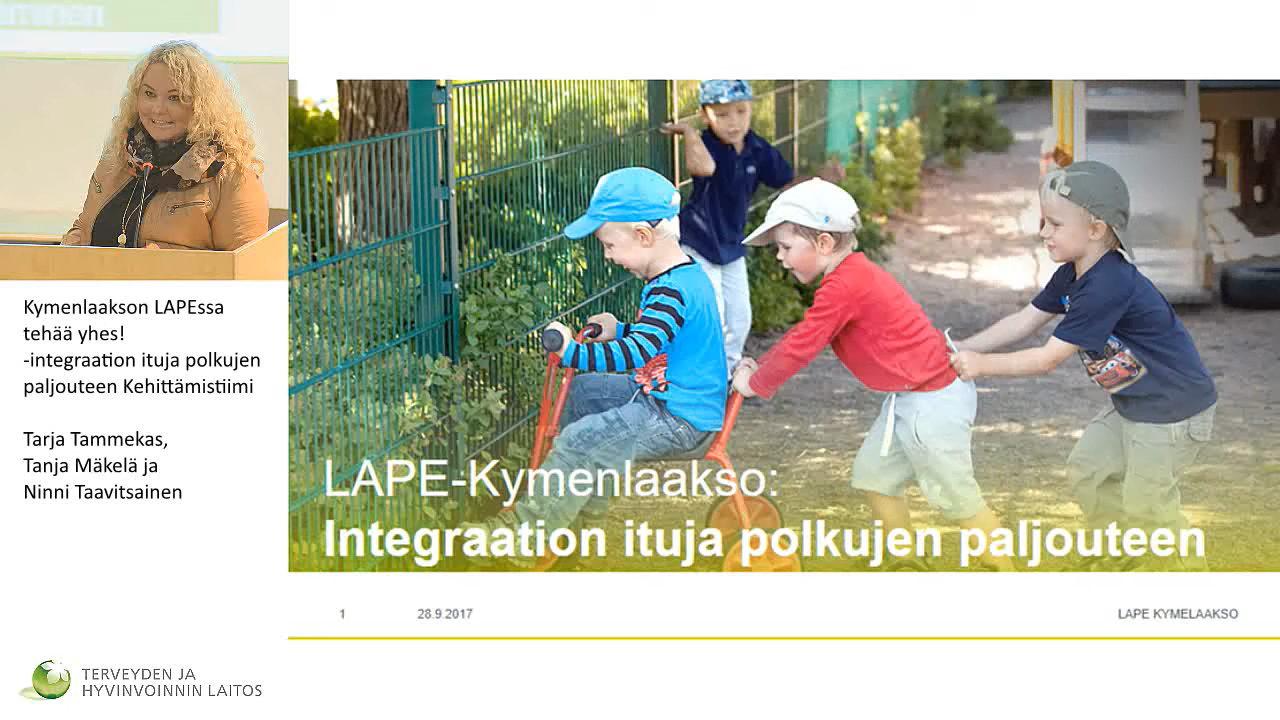 Kymenlaakson LAPEssa
tehää yhes!
-integraation ituja polkujen
paljouteen Kehittämistiimi
Tarja Tammekas,
Tanja Mäkelä ja
Ninni Taavitsainen
TERVEYDEN JA
HYVINVOINNIN LAITOS
LAPE-Kymenlaakso:
Integraation ituja polkujen paljouteen
1 28.9.2017 LAPE KYMELAAKSO